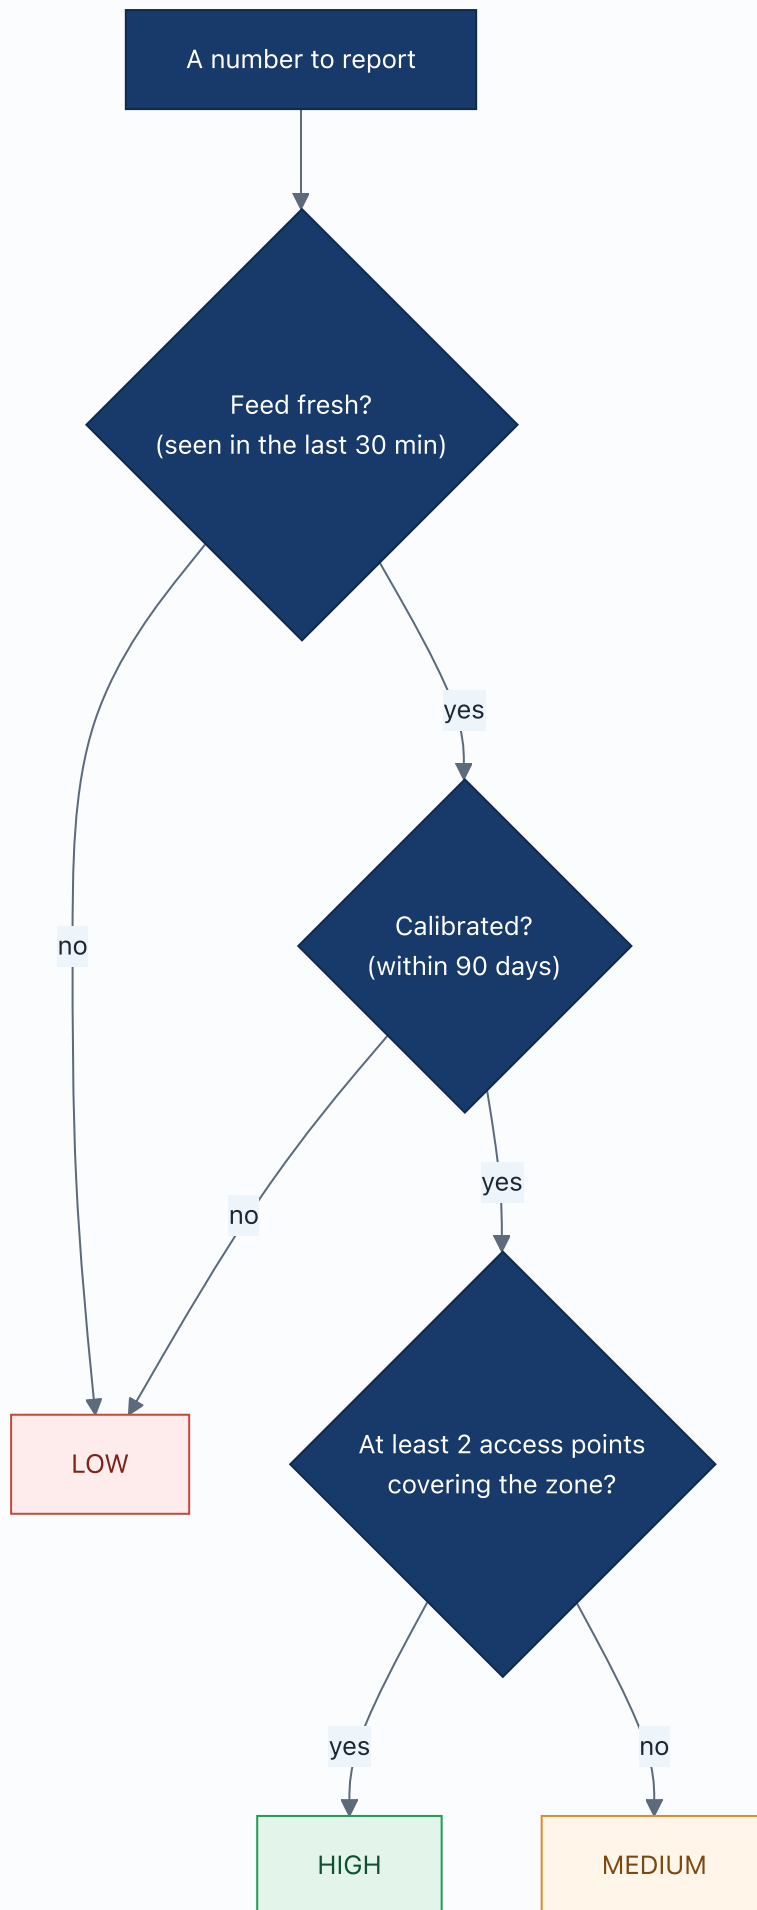 A number to report
Feed fresh?
(seen in the last 30 min)
yes
Calibrated?
(within 90 days)
no
yes
no
At least 2 access points
covering the zone?
LOW
yes
no
HIGH
MEDIUM